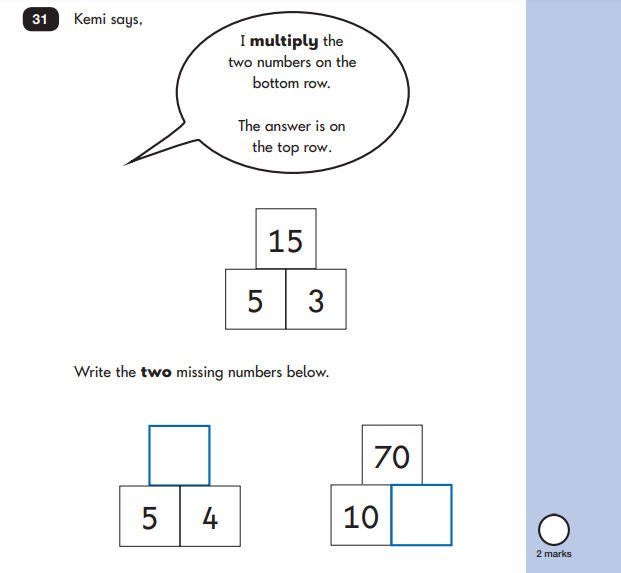 31 Kemi says,
I multiply the
two numbers on the
bottom row.
The answer is on
the top row.
15
5 3
Write the two missing numbers below.
5 4
70
10
2 marks